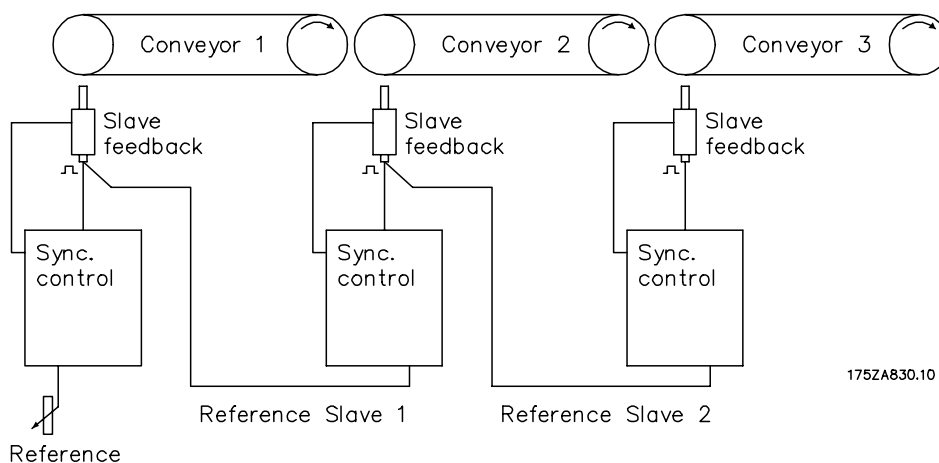 Conveyor 1
Conveyor 2
Conveyor 3
Slave
feedback
Slave
feedback
Slave
feedback
Sync.
control
Sync.
control
Sync.
control
175ZA830.10
Reference Slave 1
Reference Slave 2
Reference